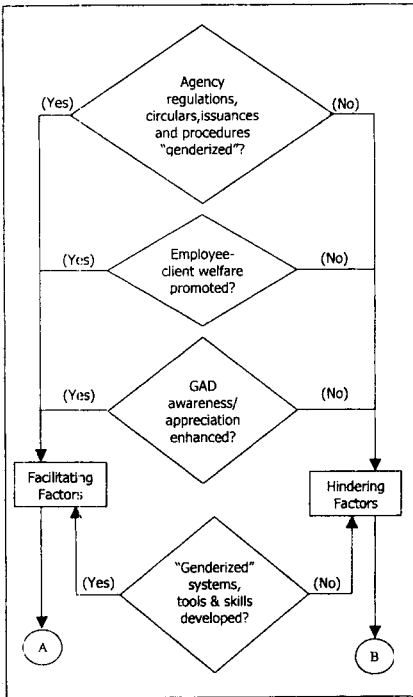 Agency
(Yes)
regulations,
(No)
circulars,issuances
and procedures
"genderized"?
(Yes)
Employee-
client welfare
promoted?
(No)
(Yes)
GAD
awareness/
appreciation
enhanced?
(No)
Facilitating
Factors
Hindering
Factors
(Yes)
"Genderized"
systems,
tools & skills
developed?
(No)
A
B